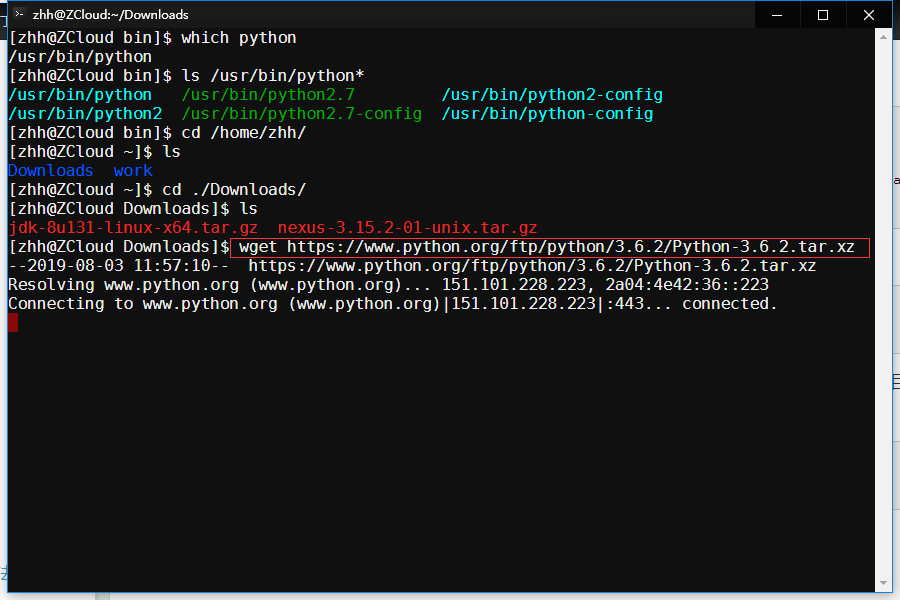 zhh@ZCloud:~/Downloads
[zhh@ZCloud bin]$ which python
/usr/bin/python
[zhh@ZCloud bin]$ ls /usr/bin/python*
/usr/bin/python /usr/bin/python2.7 /usr/bin/python2-config
/usr/bin/python2 /usr/bin/python2.7-config /usr/bin/python-config
[zhh@ZCloud bin]$ cd /home/zhh/
[zhh@ZCloud ~]$ ls
Downloads work
[zhh@ZCloud ~]$ cd ./Downloads/
[zhh@ZCloud Downloads]$ ls
jdk-8u131-linux-x64.tar.gz nexus-3.15.2-01-unix.tar.gz
[zhh@ZCloud Downloads]$ wget https://www.python.org/ftp/python/3.6.2/Python-3.6.2.tar.xz
--2019-08-03 11:57:10-- https://www.python.org/ftp/python/3.6.2/Python-3.6.2.tar.xz
Resolving www.python.org (www.python.org)... 151.101.228.223, 2a04:4e42:36::223
Connecting to www.python.org (www.python.org)|151.101.228.223|:443... connected.